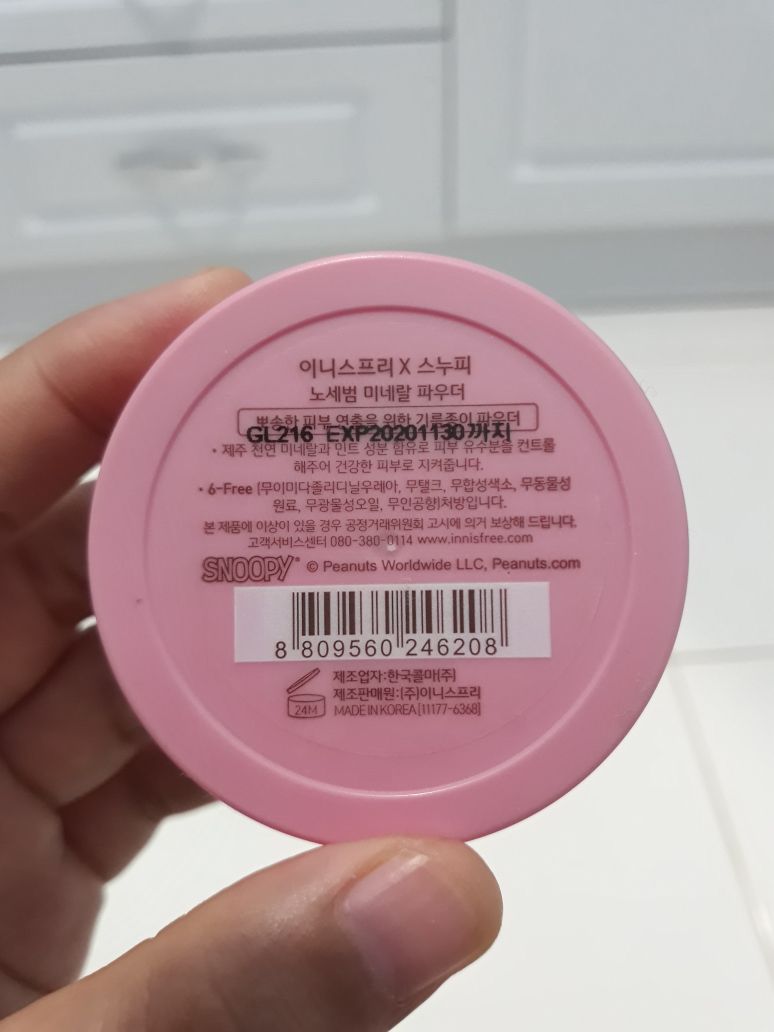 이니스프리 X 스누피
노세범 미네랄 파우더
뽀송한 피부 연출을 위한 기름종이 파우더
GL216 EXP20201130까지
• 제주 천연 미네랄과 민트 성분 함유로 피부 유수분을 컨트롤
해주어 건강한 피부로 지켜줍니다.
• 6-Free (무이미다졸리디닐우레아, 무탤크, 무합성색소, 무동물성
원료, 무광물성오일, 무인공향)처방입니다.
본 제품에 이상이 있을 경우 공정거래위원회 고시에 의거 보상해 드립니다.
고객서비스센터 080-380-0114 www.innisfree.com
SNOOPY® © Peanuts Worldwide LLC, Peanuts.com
8 809560 246208
제조업자:한국콜마(주)
제조판매원:(주)이니스프리
24M MADE IN KOREA [11177-6368]